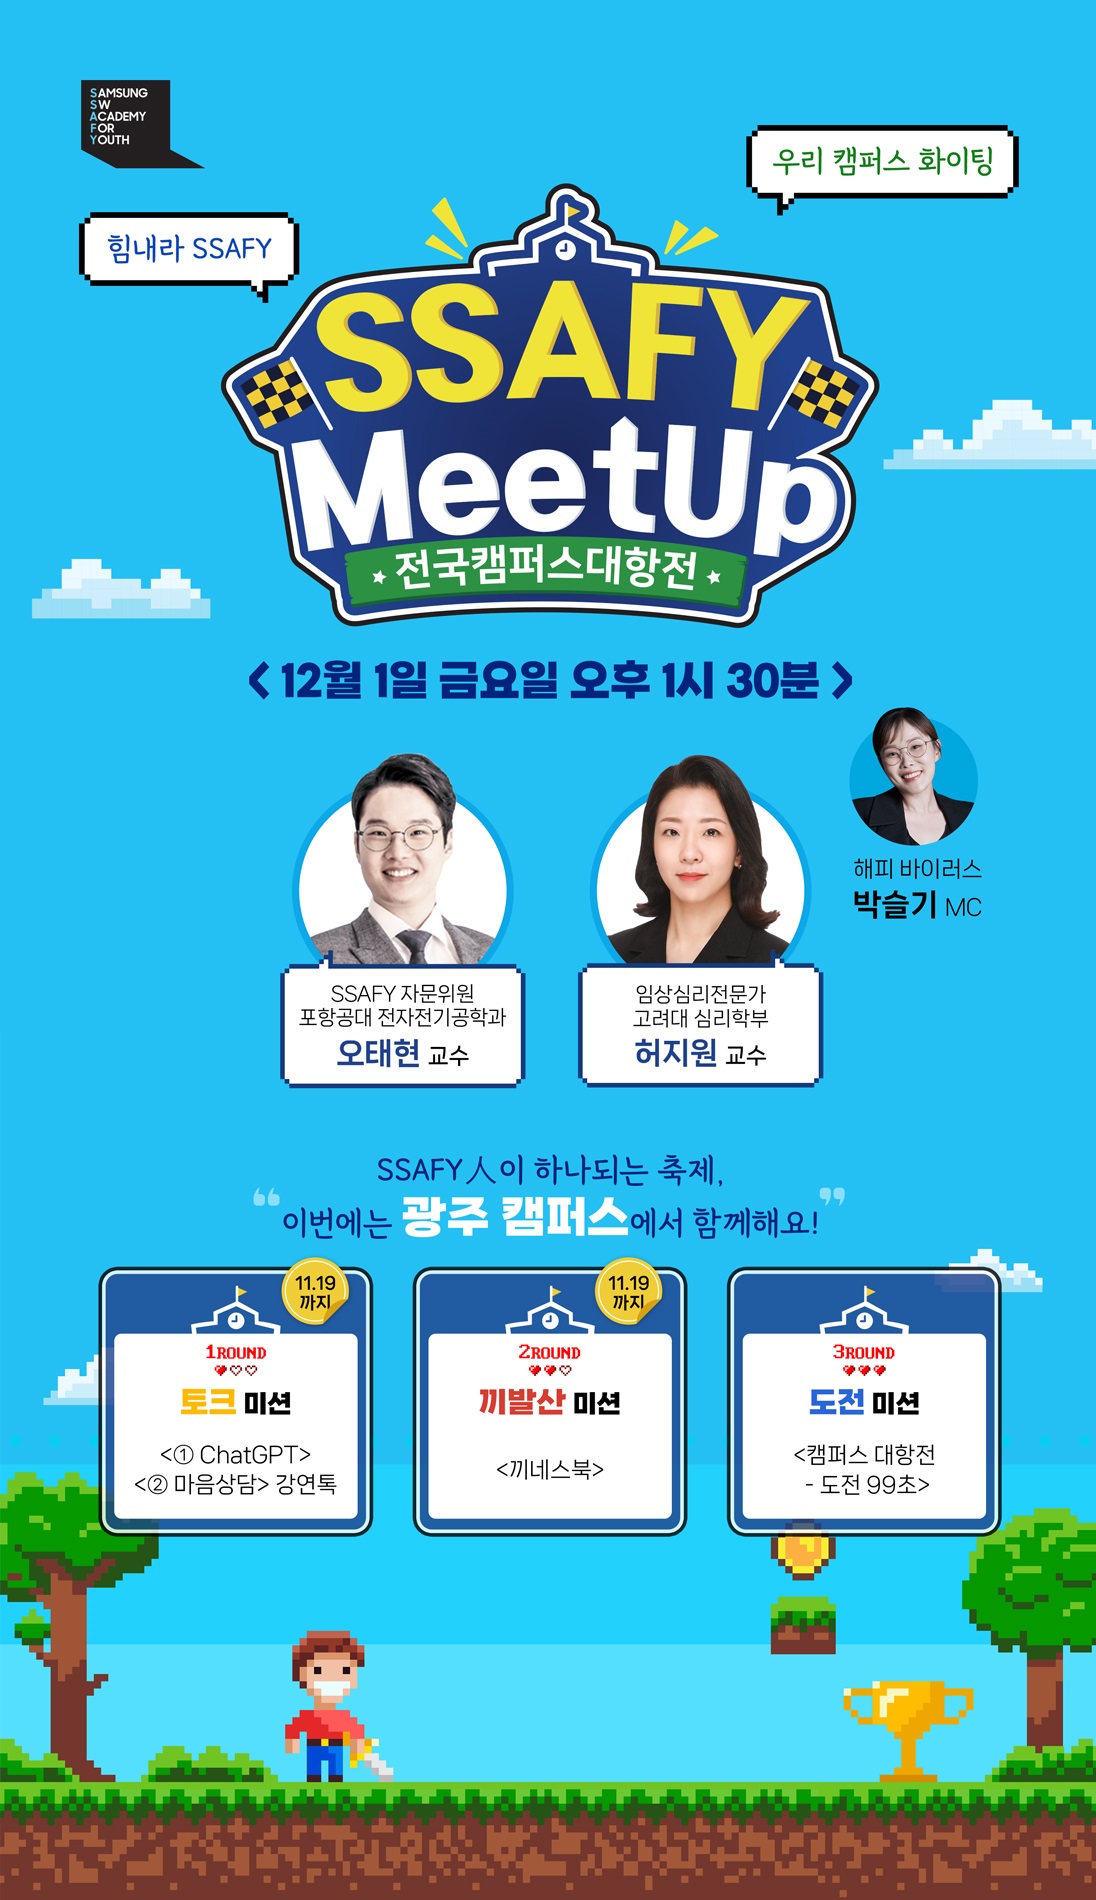 SAMSUNG
SW
ACADEMY
FOR
YOUTH
우리 캠퍼스 화이팅
힘내라 SSAFY
SSAFY
MeetUp
전국캠퍼스대항전
< 12월 1일 금요일 오후 1시 30분 >
해피 바이러스
박슬기 MC
SSAFY 자문위원
포항공대 전자전기공학과
오태현 교수
임상심리전문가
고려대 심리학부
허지원 교수
SSAFY人이 하나되는 축제,
“이번에는 광주 캠퍼스에서 함께해요!”
11.19
까지
1ROUND
토크 미션
<① ChatGPT>
<② 마음상담> 강연톡
11.19
까지
2ROUND
끼발산 미션
<끼네스북>
3ROUND
도전 미션
<캠퍼스 대항전
- 도전 99초>